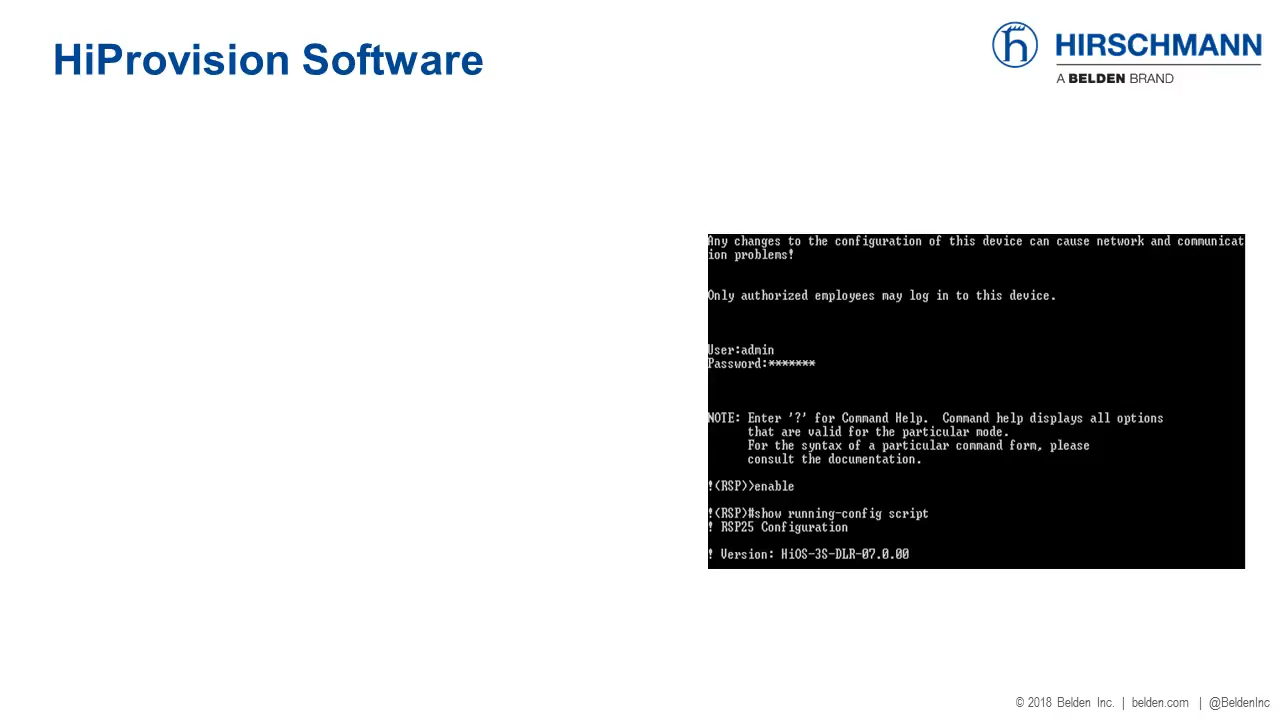 HiProvision Software
HIRSCHMANN
A BELDEN BRAND
Any changes to the configuration of this device can cause network and communicat
ion problems!
Only authorized employees may log in to this device.
User:admin
Password:*******
NOTE: Enter '?' for Command Help.  Command help displays all options
that are valid for the particular mode.
For the syntax of a particular command form, please
consult the documentation.
!(RSP)>enable
!(RSP)#show running-config script
! RSP25 Configuration
! Version: HiOS-3S-DLR-07.0.00
© 2018 Belden Inc. | belden.com | @BeldenInc